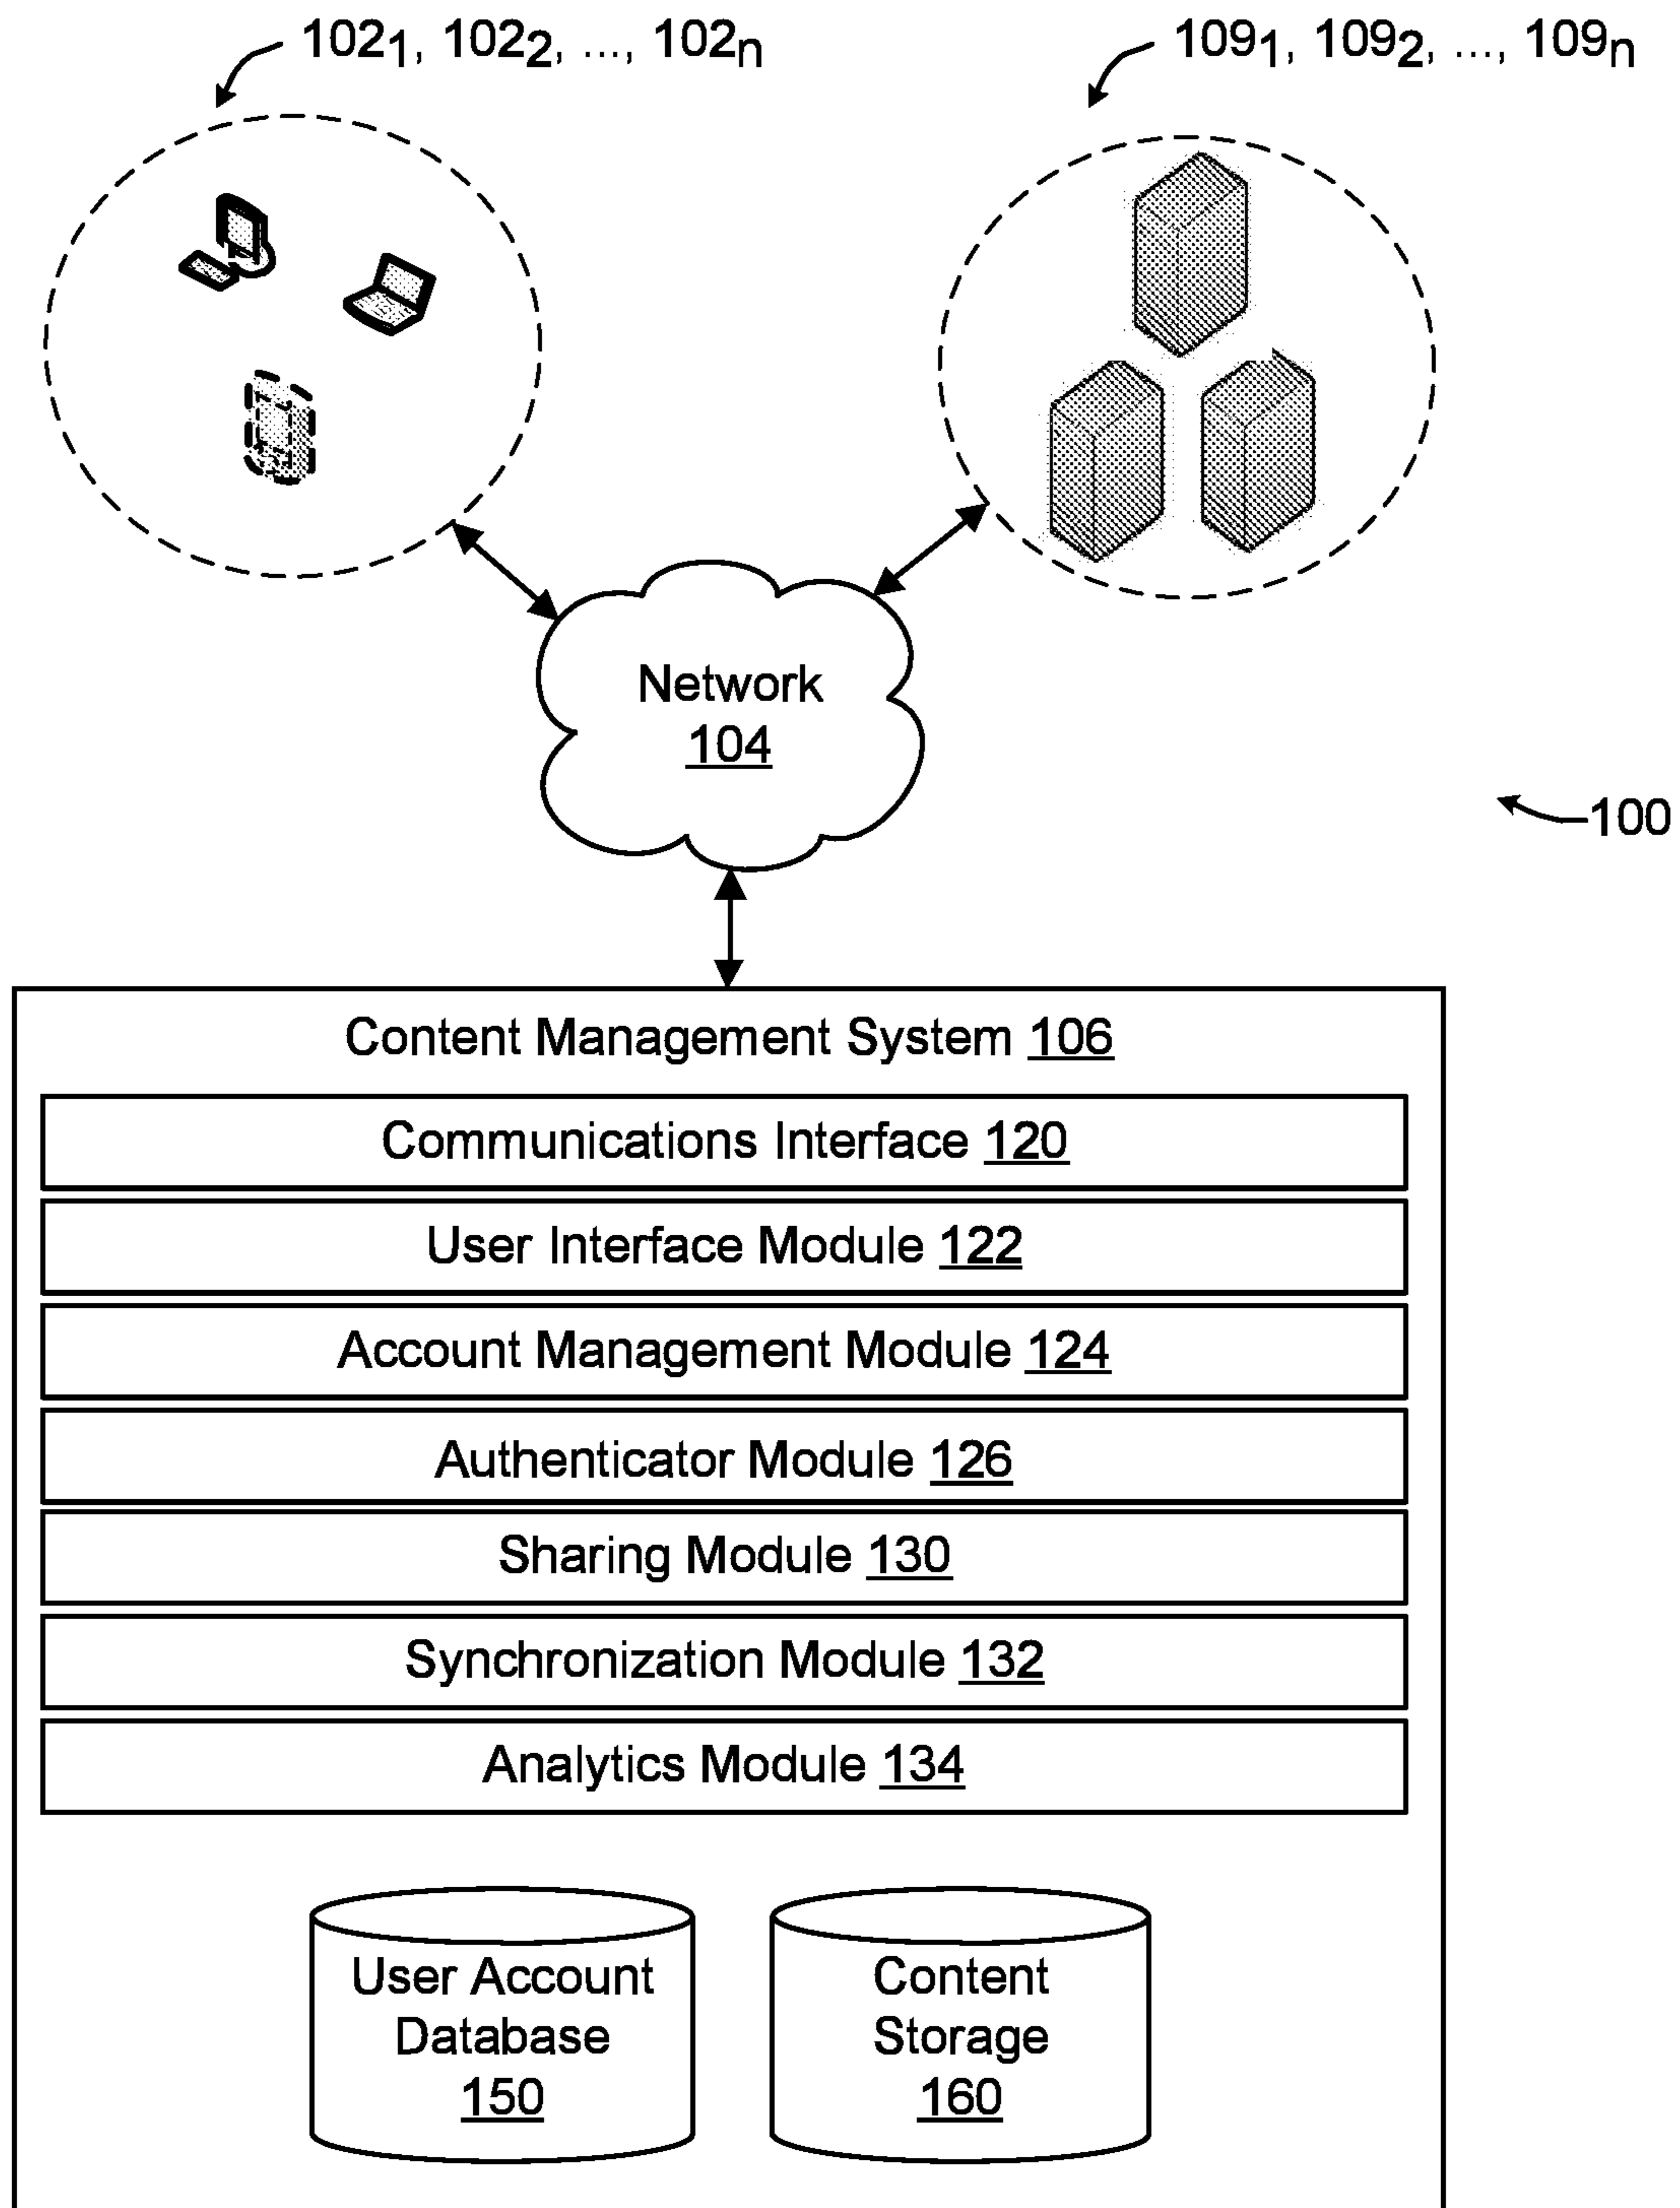 102₁, 102₂, ..., 102ₙ
109₁, 109₂, ..., 109ₙ
Network
104
100
Content Management System 106
Communications Interface 120
User Interface Module 122
Account Management Module 124
Authenticator Module 126
Sharing Module 130
Synchronization Module 132
Analytics Module 134
User Account
Database
150
Content
Storage
160